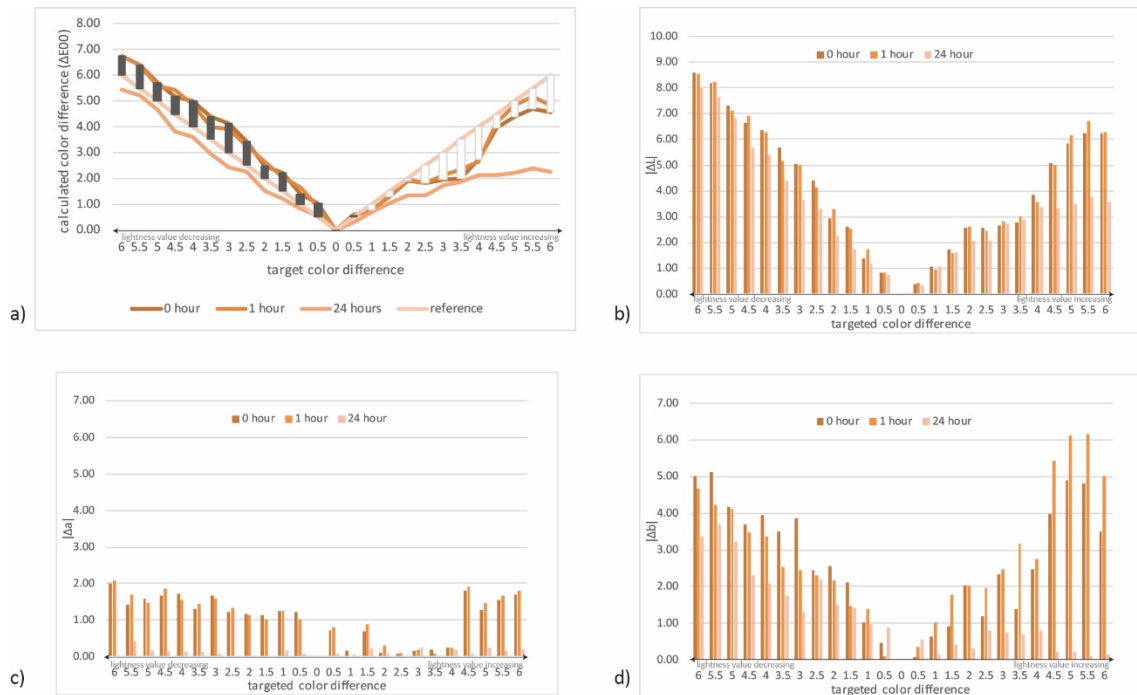 8.00
7.00
6.00
5.00
4.00
3.00
2.00
1.00
0.00
calculated color difference (ΔE00)
lightness value decreasing
lightness value increasing
6 5.5 5 4.5 4 3.5 3 2.5 2 1.5 1 0.5 0 0.5 1 1.5 2 2.5 3 3.5 4 4.5 5 5.5 6
target color difference
0 hour 1 hour 24 hours reference
a)
10.00
9.00
8.00
7.00
6.00
5.00
4.00
3.00
2.00
1.00
0.00
|ΔL|
0 hour 1 hour 24 hour
lightness value decreasing
lightness value increasing
6 5.5 5 4.5 4 3.5 3 2.5 2 1.5 1 0.5 0 0.5 1 1.5 2 2.5 3 3.5 4 4.5 5 5.5 6
targeted color difference
b)
7.00
6.00
5.00
4.00
3.00
2.00
1.00
0.00
|Δa|
0 hour 1 hour 24 hour
lightness value decreasing
lightness value increasing
6 5.5 5 4.5 4 3.5 3 2.5 2 1.5 1 0.5 0 0.5 1 1.5 2 2.5 3 3.5 4 4.5 5 5.5 6
targeted color difference
c)
7.00
6.00
5.00
4.00
3.00
2.00
1.00
0.00
|Δb|
0 hour 1 hour 24 hour
lightness value decreasing
lightness value increasing
6 5.5 5 4.5 4 3.5 3 2.5 2 1.5 1 0.5 0 0.5 1 1.5 2 2.5 3 3.5 4 4.5 5 5.5 6
targeted color difference
d)